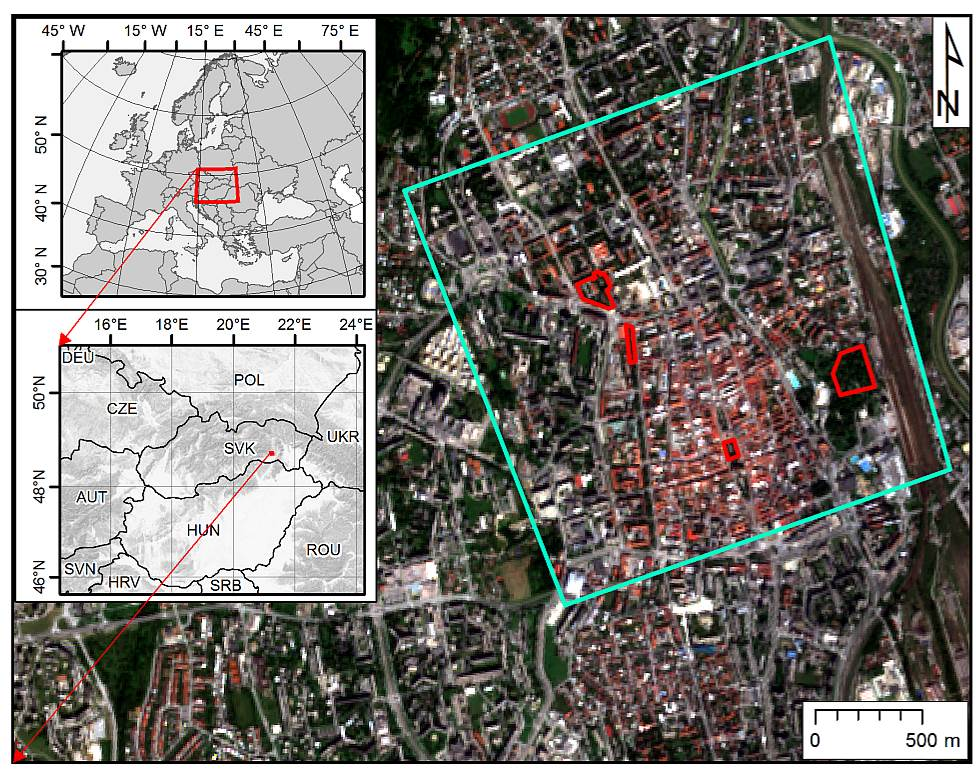 45° W 15° W 15° E 45° E 75° E
50° N
40° N
30° N
N
16°E 18°E 20°E 22°E 24°E
DEU
POL
50°N
CZE
UKR
SVK
48°N
AUT
HUN
ROU
SVN
46°N
HRV
SRB
0 500 m